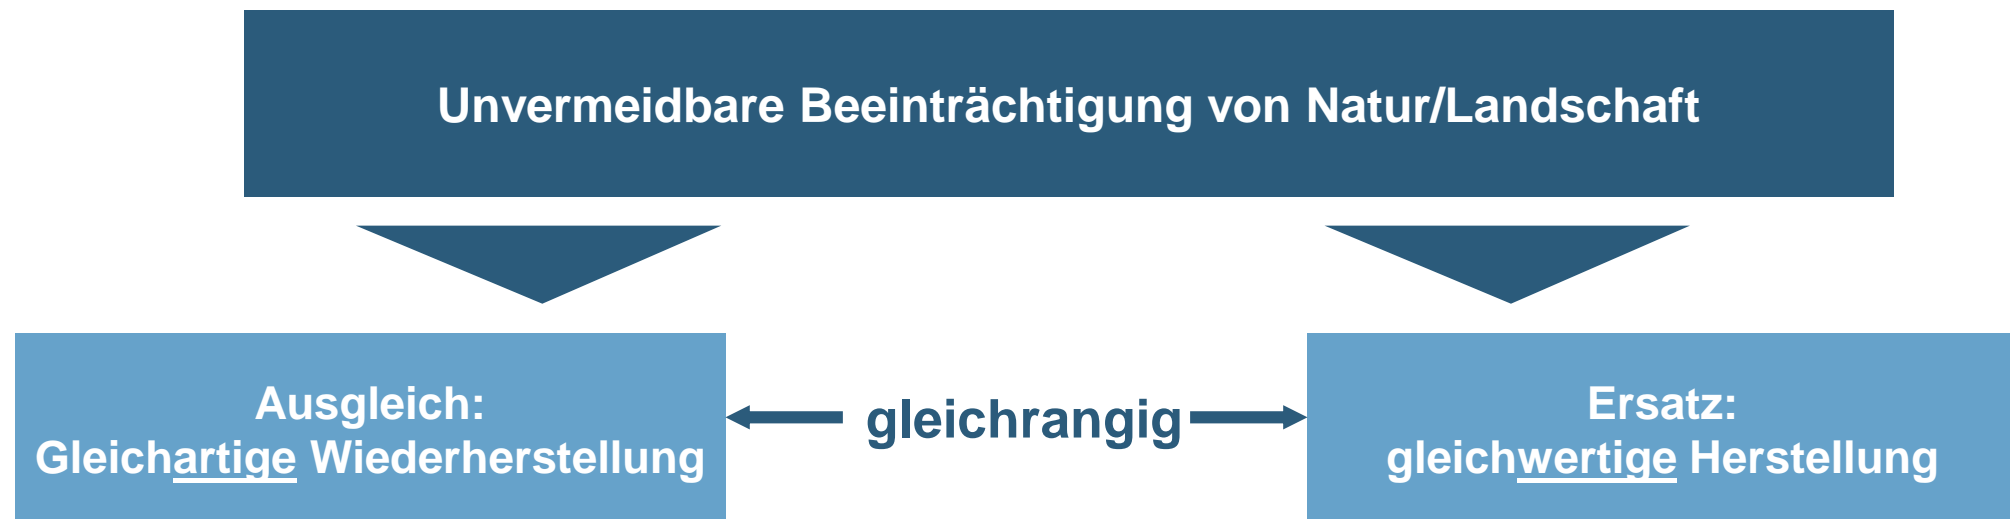 Unvermeidbare Beeinträchtigung von Natur/Landschaft
Ausgleich:
Gleichartige Wiederherstellung
gleichrangig
Ersatz:
gleichwertige Herstellung